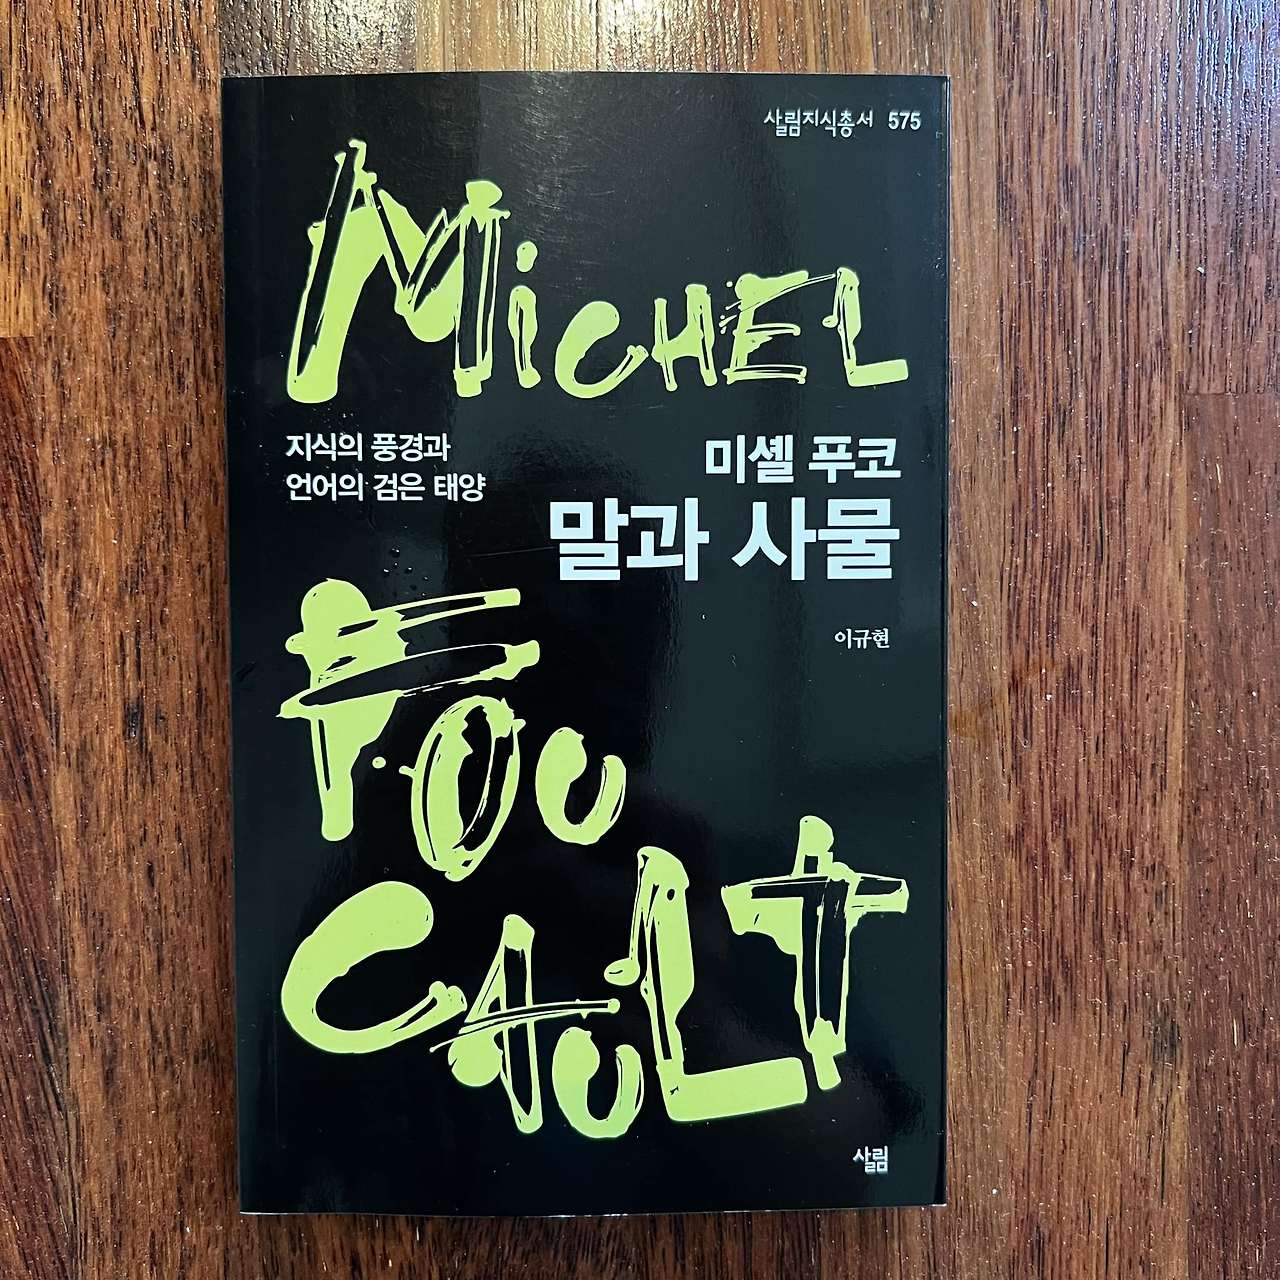 살림지식총서 575
MiCHEL
지식의 풍경과
언어의 검은 태양
미셸 푸코
말과 사물
이규현
FOU
CAULT
살림